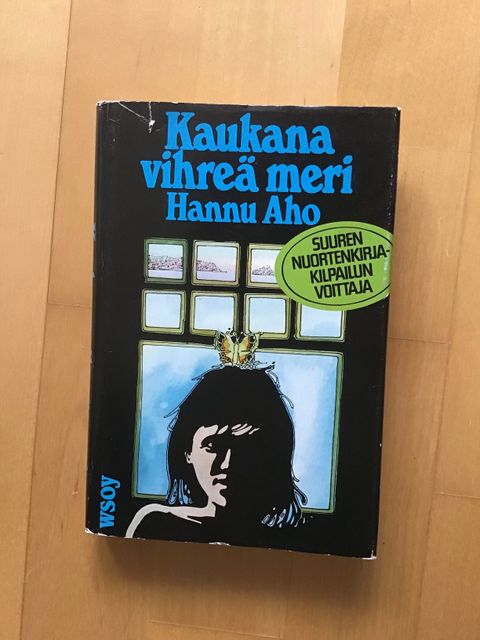 Kaukana
vihreä meri
Hannu Aho
SUUREN
NUORTENKIRJA-
KILPAILUN
VOITTAJA
wsoy